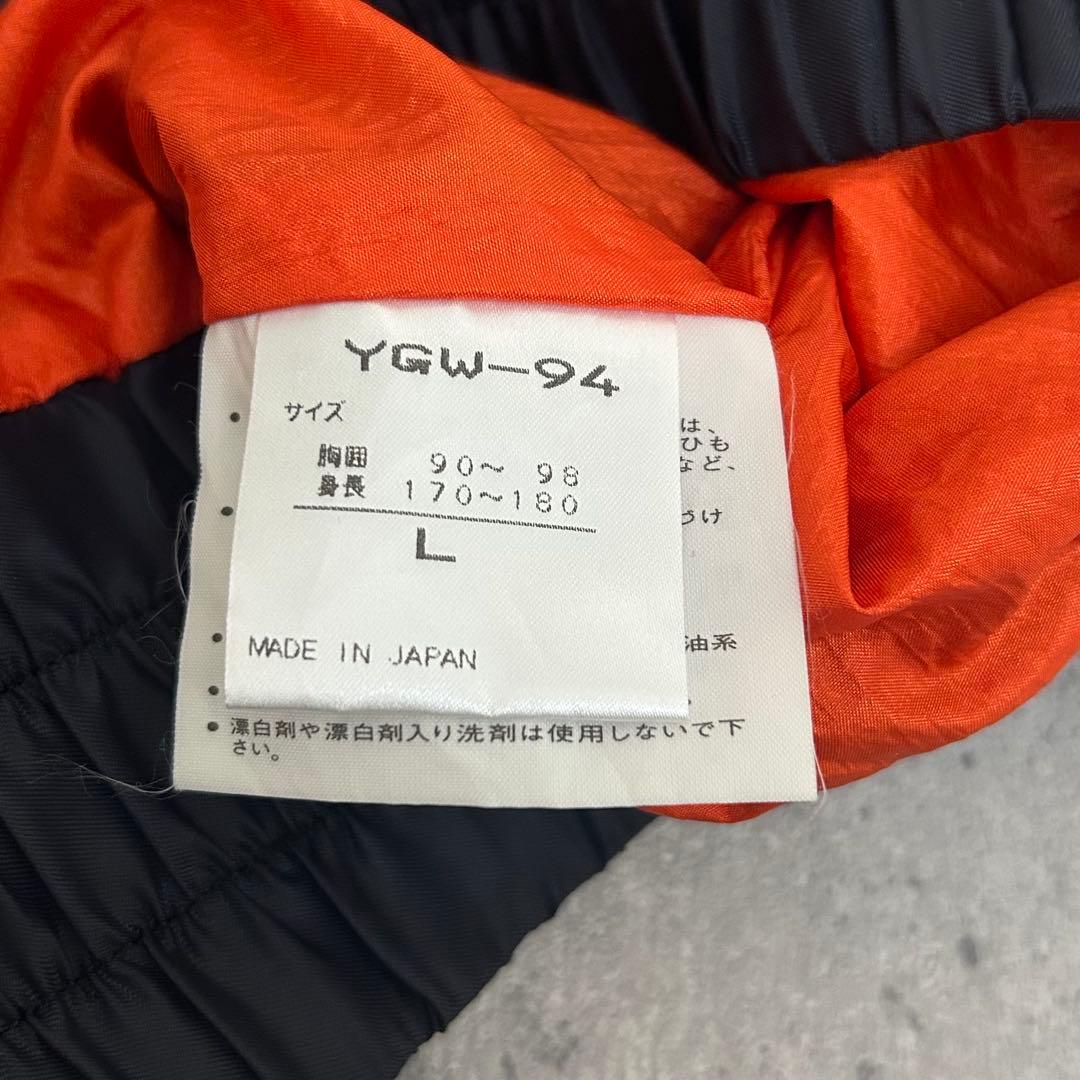 YGW-94
サイズ
胸囲 90～98
身長 170～180
L
MADE IN JAPAN
は、
ひも
など、
づけ
油系
• 漂白剤や漂白剤入り洗剤は使用しないで下
さい。